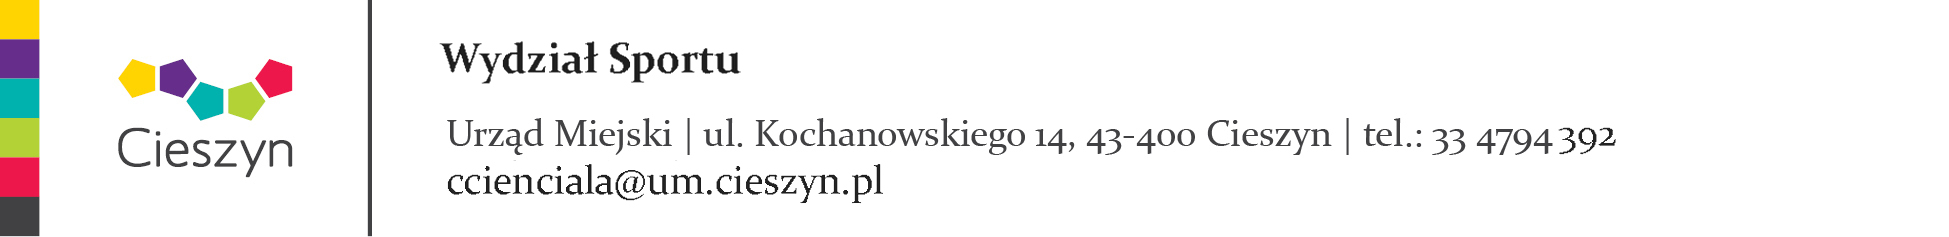 Cieszyn
Wydział Sportu
Urząd Miejski | ul. Kochanowskiego 14, 43-400 Cieszyn | tel.: 33 4794 392
ccienciala@um.cieszyn.pl